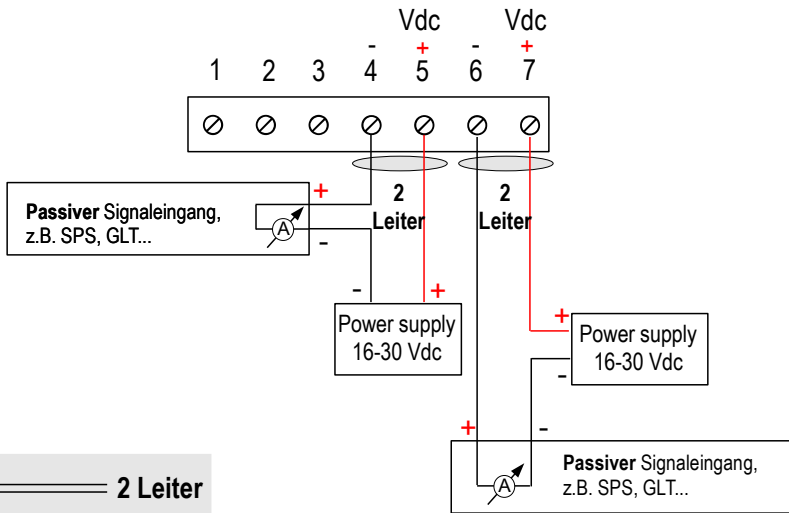 Vdc Vdc
- + - +
1 2 3 4 5 6 7
+
Passiver Signaleingang,
z.B. SPS, GLT...
A
-
2
Leiter
2
Leiter
- +
Power supply
16-30 Vdc
+
Power supply
16-30 Vdc
-
+ -
A
Passiver Signaleingang,
z.B. SPS, GLT...
2 Leiter